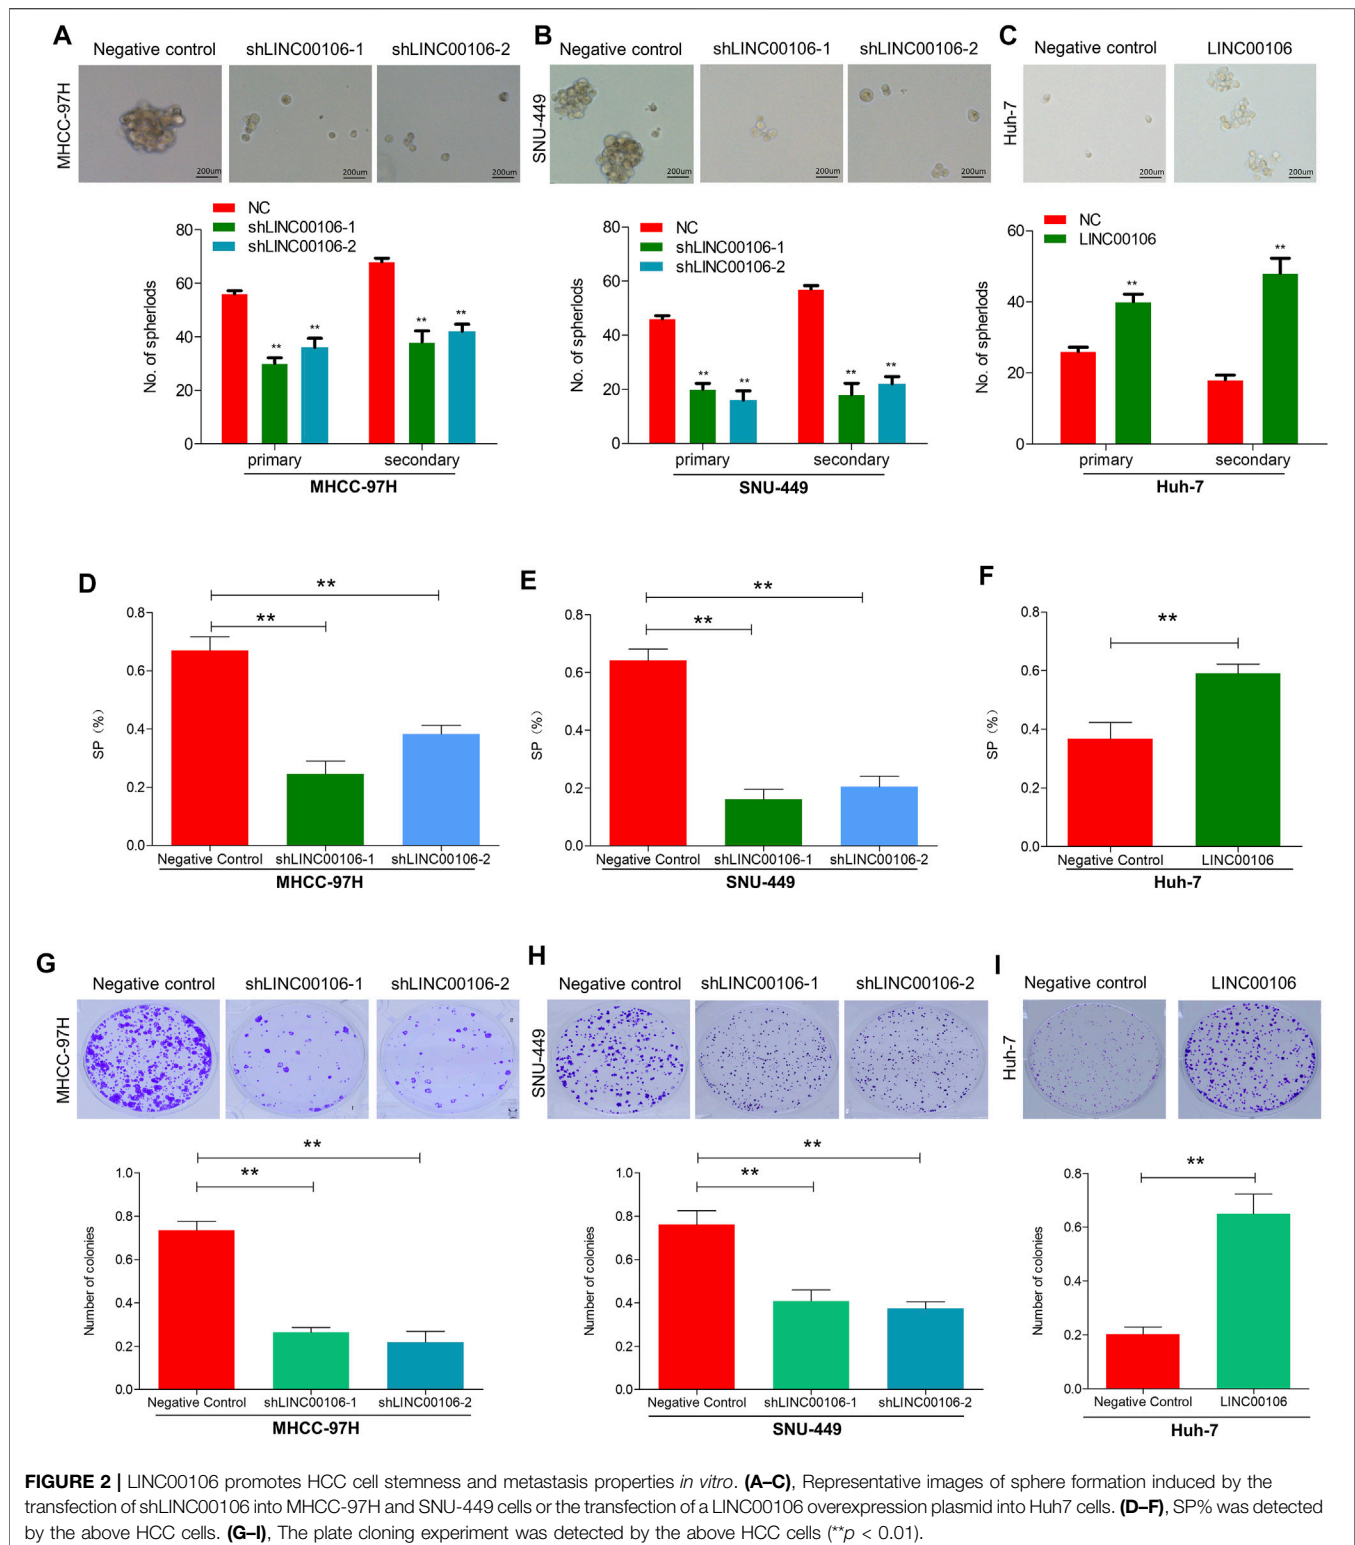 A
Negative control
shLINC00106-1
shLINC00106-2
MHCC-97H
200um
200um
200um
NC
shLINC00106-1
shLINC00106-2
No. of spherlods
80
60
40
20
0
** ** ** **
primary
secondary
MHCC-97H
B
Negative control
shLINC00106-1
shLINC00106-2
SNU-449
200um
200um
200um
NC
shLINC00106-1
shLINC00106-2
No. of spherlods
80
60
40
20
0
** ** ** **
primary
secondary
SNU-449
C
Negative control
LINC00106
Huh-7
200um
200um
NC
LINC00106
No. of spherlods
60
40
20
0
** **
primary
secondary
Huh-7
D
**
**
SP (%)
0.8
0.6
0.4
0.2
0.0
Negative Control
shLINC00106-1
shLINC00106-2
MHCC-97H
E
**
**
SP (%)
0.8
0.6
0.4
0.2
0.0
Negative Control
shLINC00106-1
shLINC00106-2
SNU-449
F
**
SP (%)
0.8
0.6
0.4
0.2
0.0
Negative Control
LINC00106
Huh-7
G
Negative control
shLINC00106-1
shLINC00106-2
MHCC-97H
**
**
Number of colonies
1.0
0.8
0.6
0.4
0.2
0.0
Negative Control
shLINC00106-1
shLINC00106-2
MHCC-97H
H
Negative control
shLINC00106-1
shLINC00106-2
SNU-449
**
**
Number of colonies
1.0
0.8
0.6
0.4
0.2
0.0
Negative Control
shLINC00106-1
shLINC00106-2
SNU-449
I
Negative control
LINC00106
Huh-7
**
Number of colonies
0.8
0.6
0.4
0.2
0.0
Negative Control
LINC00106
Huh-7
FIGURE 2 | LINC00106 promotes HCC cell stemness and metastasis properties in vitro. (A–C), Representative images of sphere formation induced by the
transfection of shLINC00106 into MHCC-97H and SNU-449 cells or the transfection of a LINC00106 overexpression plasmid into Huh7 cells. (D–F), SP% was detected
by the above HCC cells. (G–I), The plate cloning experiment was detected by the above HCC cells (**p < 0.01).